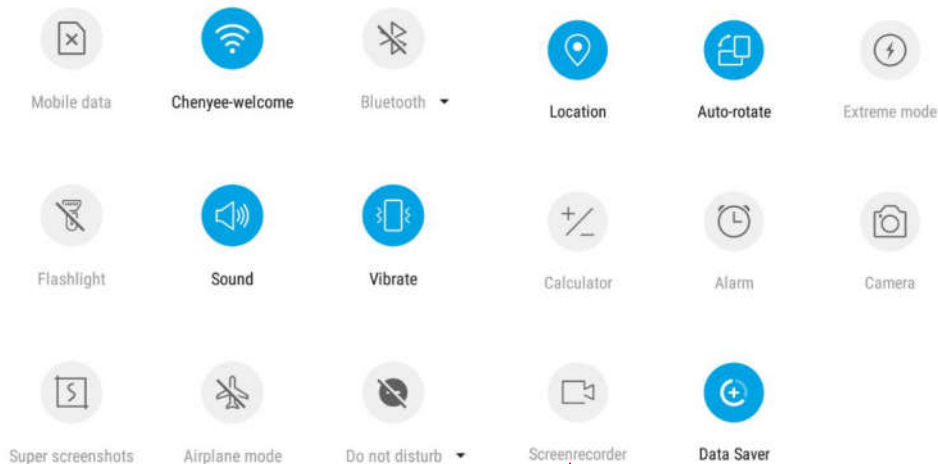 Mobile data
Chenyee-welcome
Bluetooth
Location
Auto-rotate
Extreme mode
Flashlight
Sound
Vibrate
Calculator
Alarm
Camera
Super screenshots
Airplane mode
Do not disturb
Screenrecorder
Data Saver